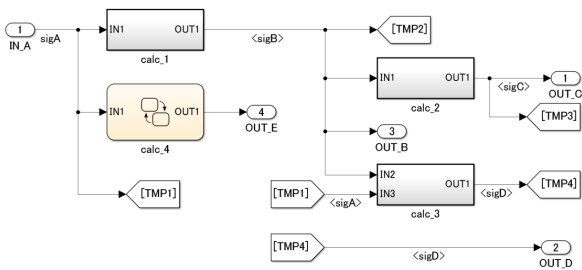 1
IN_A
sigA
IN1
OUT1
calc_1
<sigB>
[TMP2]
IN1
OUT1
calc_2
<sigC>
1
OUT_C
[TMP3]
IN1
OUT1
calc_4
4
OUT_E
3
OUT_B
[TMP1]
[TMP1]
<sigA>
IN2
IN3
OUT1
calc_3
<sigD>
[TMP4]
[TMP4]
<sigD>
2
OUT_D